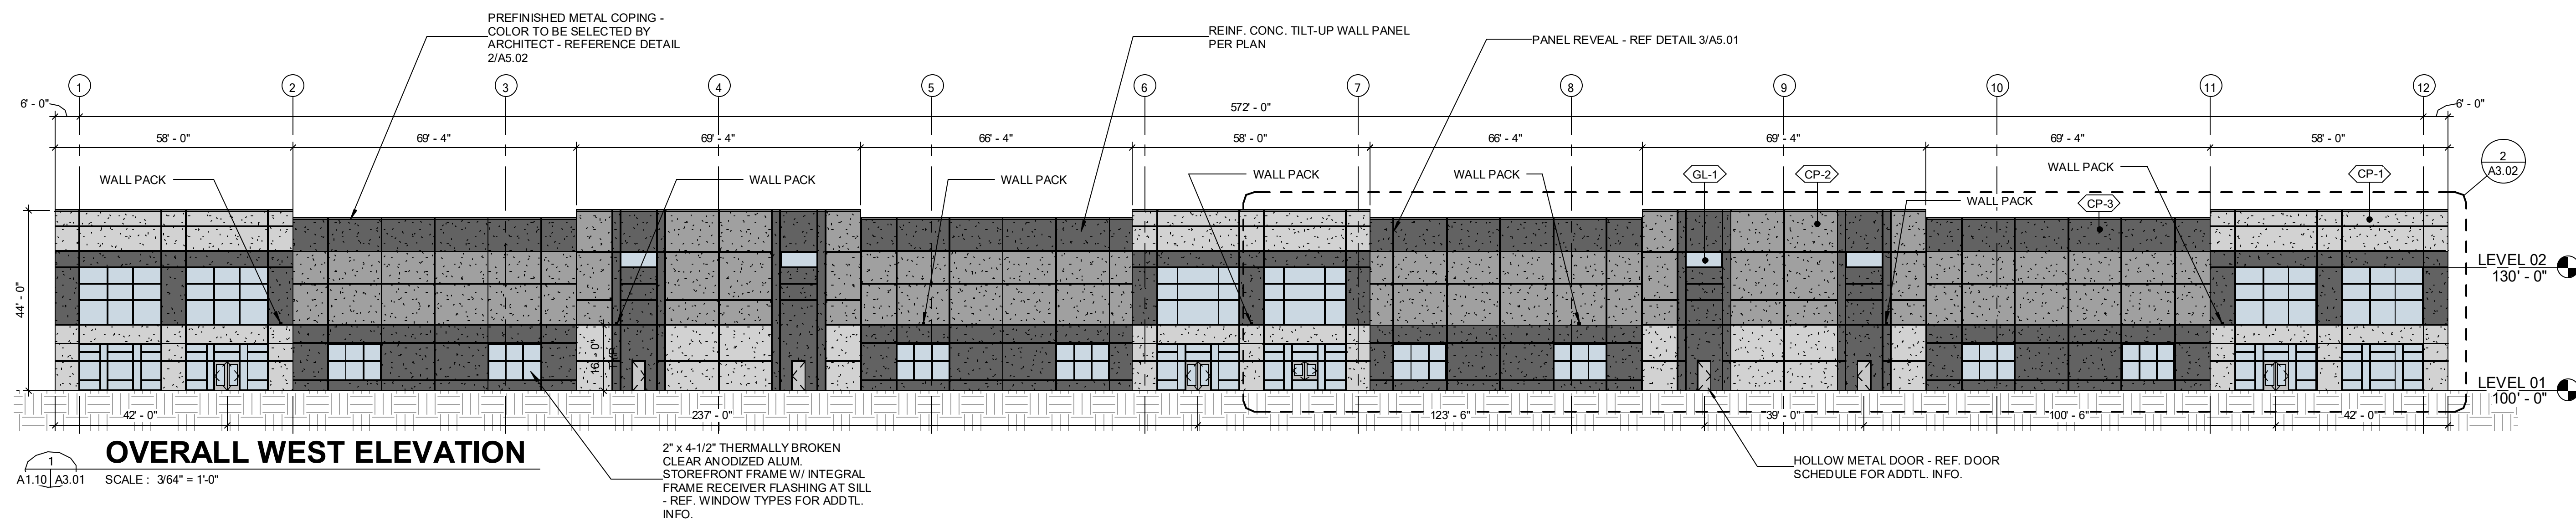 PREFINISHED METAL COPING -
COLOR TO BE SELECTED BY
ARCHITECT - REFERENCE DETAIL
2/A5.02
REINF. CONC. TILT-UP WALL PANEL
PER PLAN
PANEL REVEAL - REF DETAIL 3/A5.01
1 2 3 4 5 6 7 8 9 10 11 12
6' - 0" 572' - 0" 6' - 0"
58' - 0" 69' - 4" 69' - 4" 66' - 4" 58' - 0" 66' - 4" 69' - 4" 69' - 4" 58' - 0"
2
A3.02
WALL PACK WALL PACK WALL PACK WALL PACK WALL PACK GL-1 CP-2 WALL PACK CP-1
WALL PACK CP-3
LEVEL 02
130' - 0"
44' - 0"
16' - 0"
TYP.
LEVEL 01
100' - 0"
42' - 0" 237' - 0" 123' - 6" 39' - 0" 100' - 6" 42' - 0"
1
A1.10 A3.01
OVERALL WEST ELEVATION
SCALE : 3/64" = 1'-0"
2" x 4-1/2" THERMALLY BROKEN
CLEAR ANODIZED ALUM.
STOREFRONT FRAME W/ INTEGRAL
FRAME RECEIVER FLASHING AT SILL
- REF. WINDOW TYPES FOR ADDTL.
INFO.
HOLLOW METAL DOOR - REF. DOOR
SCHEDULE FOR ADDTL. INFO.